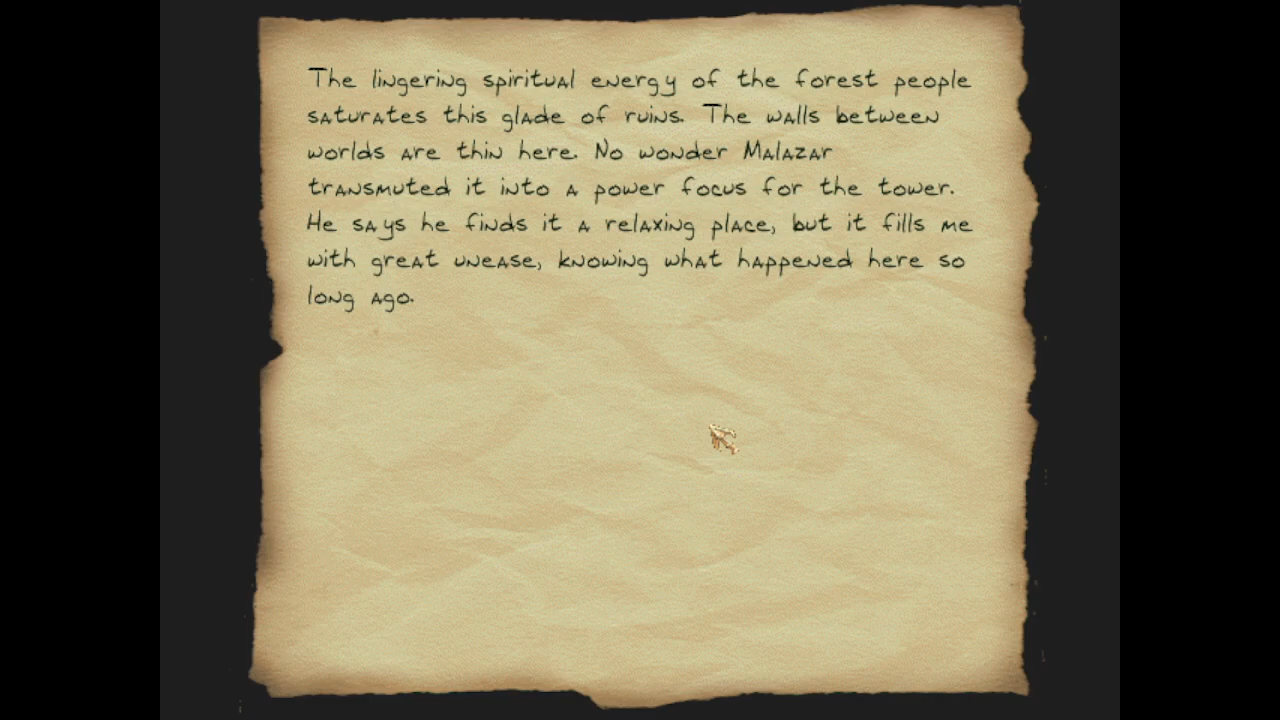 The lingering spiritual energy of the forest people
saturates this glade of ruins. The walls between
worlds are thin here. No wonder Malazar
transmuted it into a power focus for the tower.
He says he finds it a relaxing place, but it fills me
with great unease, knowing what happened here so
long ago.